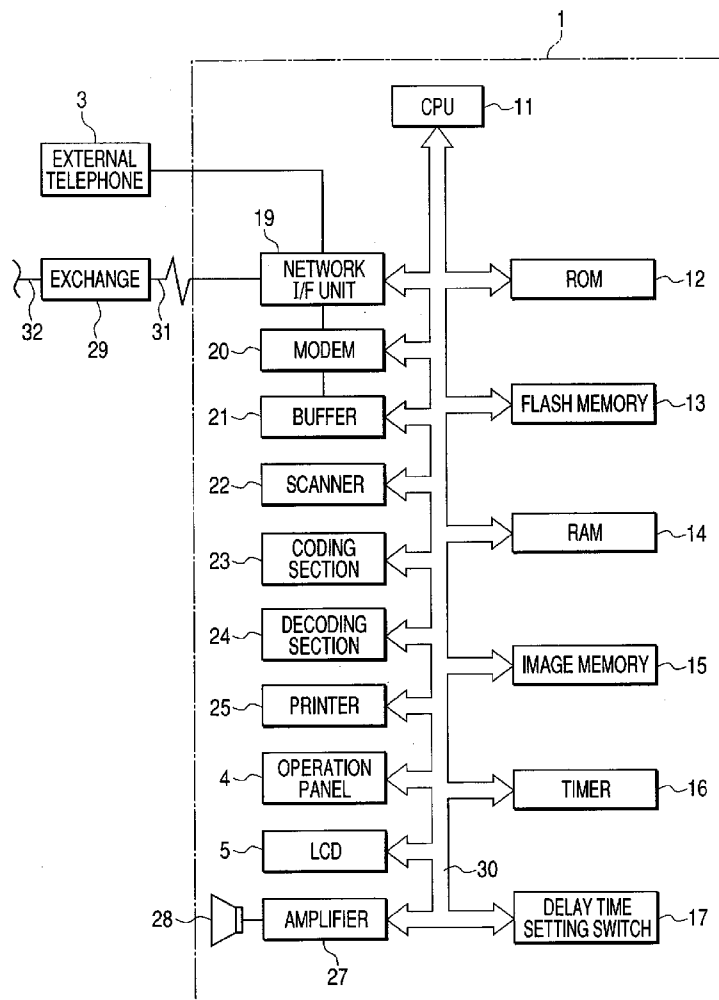 1
3
CPU
11
EXTERNAL
TELEPHONE
19
NETWORK
I/F UNIT
EXCHANGE
32
29
31
ROM
12
20
MODEM
21
BUFFER
FLASH MEMORY
13
22
SCANNER
23
CODING
SECTION
RAM
14
24
DECODING
SECTION
IMAGE MEMORY
15
25
PRINTER
4
OPERATION
PANEL
TIMER
16
5
LCD
30
28
AMPLIFIER
27
DELAY TIME
SETTING SWITCH
17